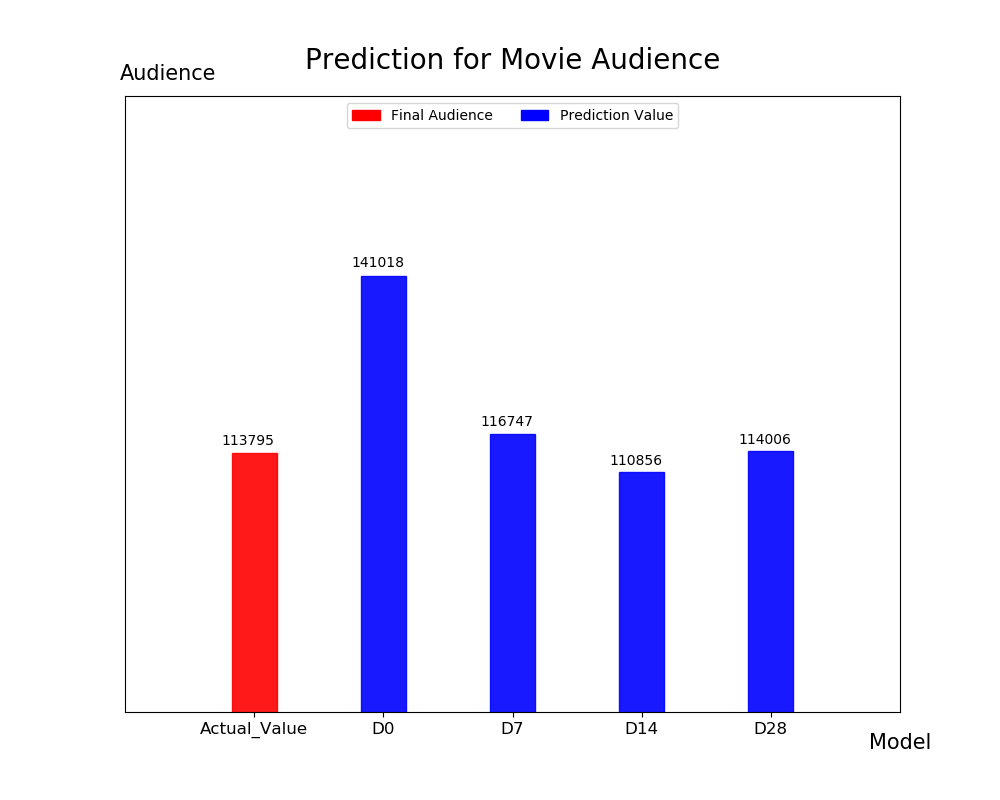 Prediction for Movie Audience
Audience
Final Audience Prediction Value
141018
116747
113795
114006
110856
Actual_Value D0 D7 D14 D28
Model